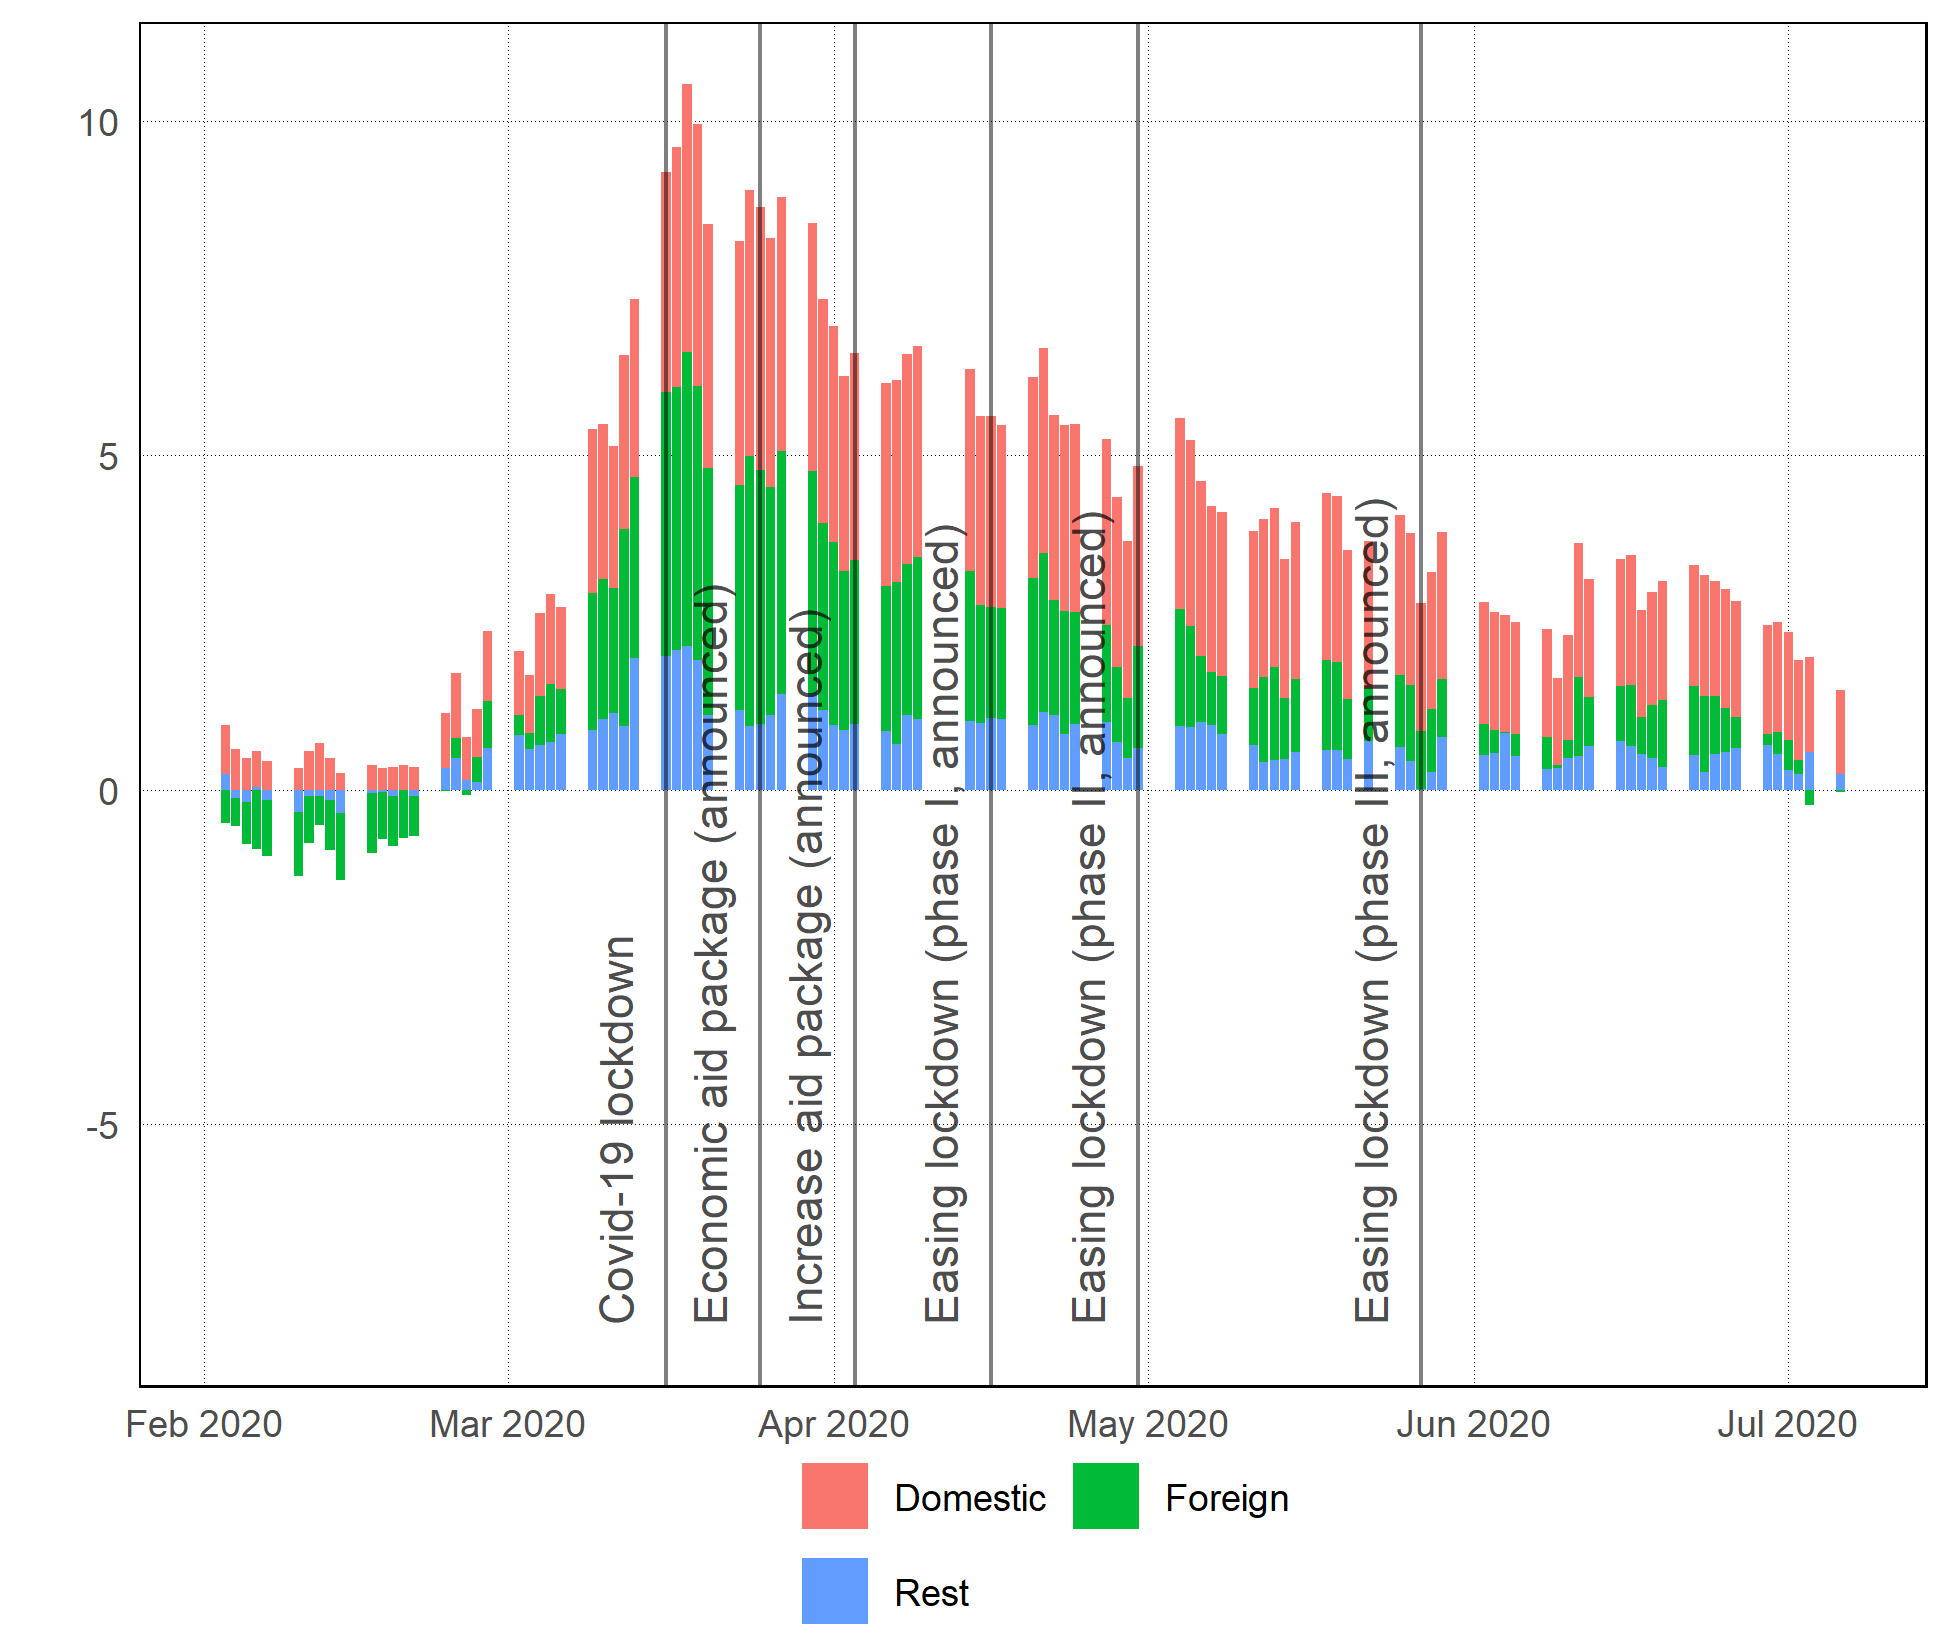 10
5
0
-5
Covid-19 lockdown
Economic aid package (announced)
Increase aid package (announced)
Easing lockdown (phase I, announced)
Easing lockdown (phase II, announced)
Easing lockdown (phase III, announced)
Feb 2020 Mar 2020 Apr 2020 May 2020 Jun 2020 Jul 2020
Domestic Foreign
Rest